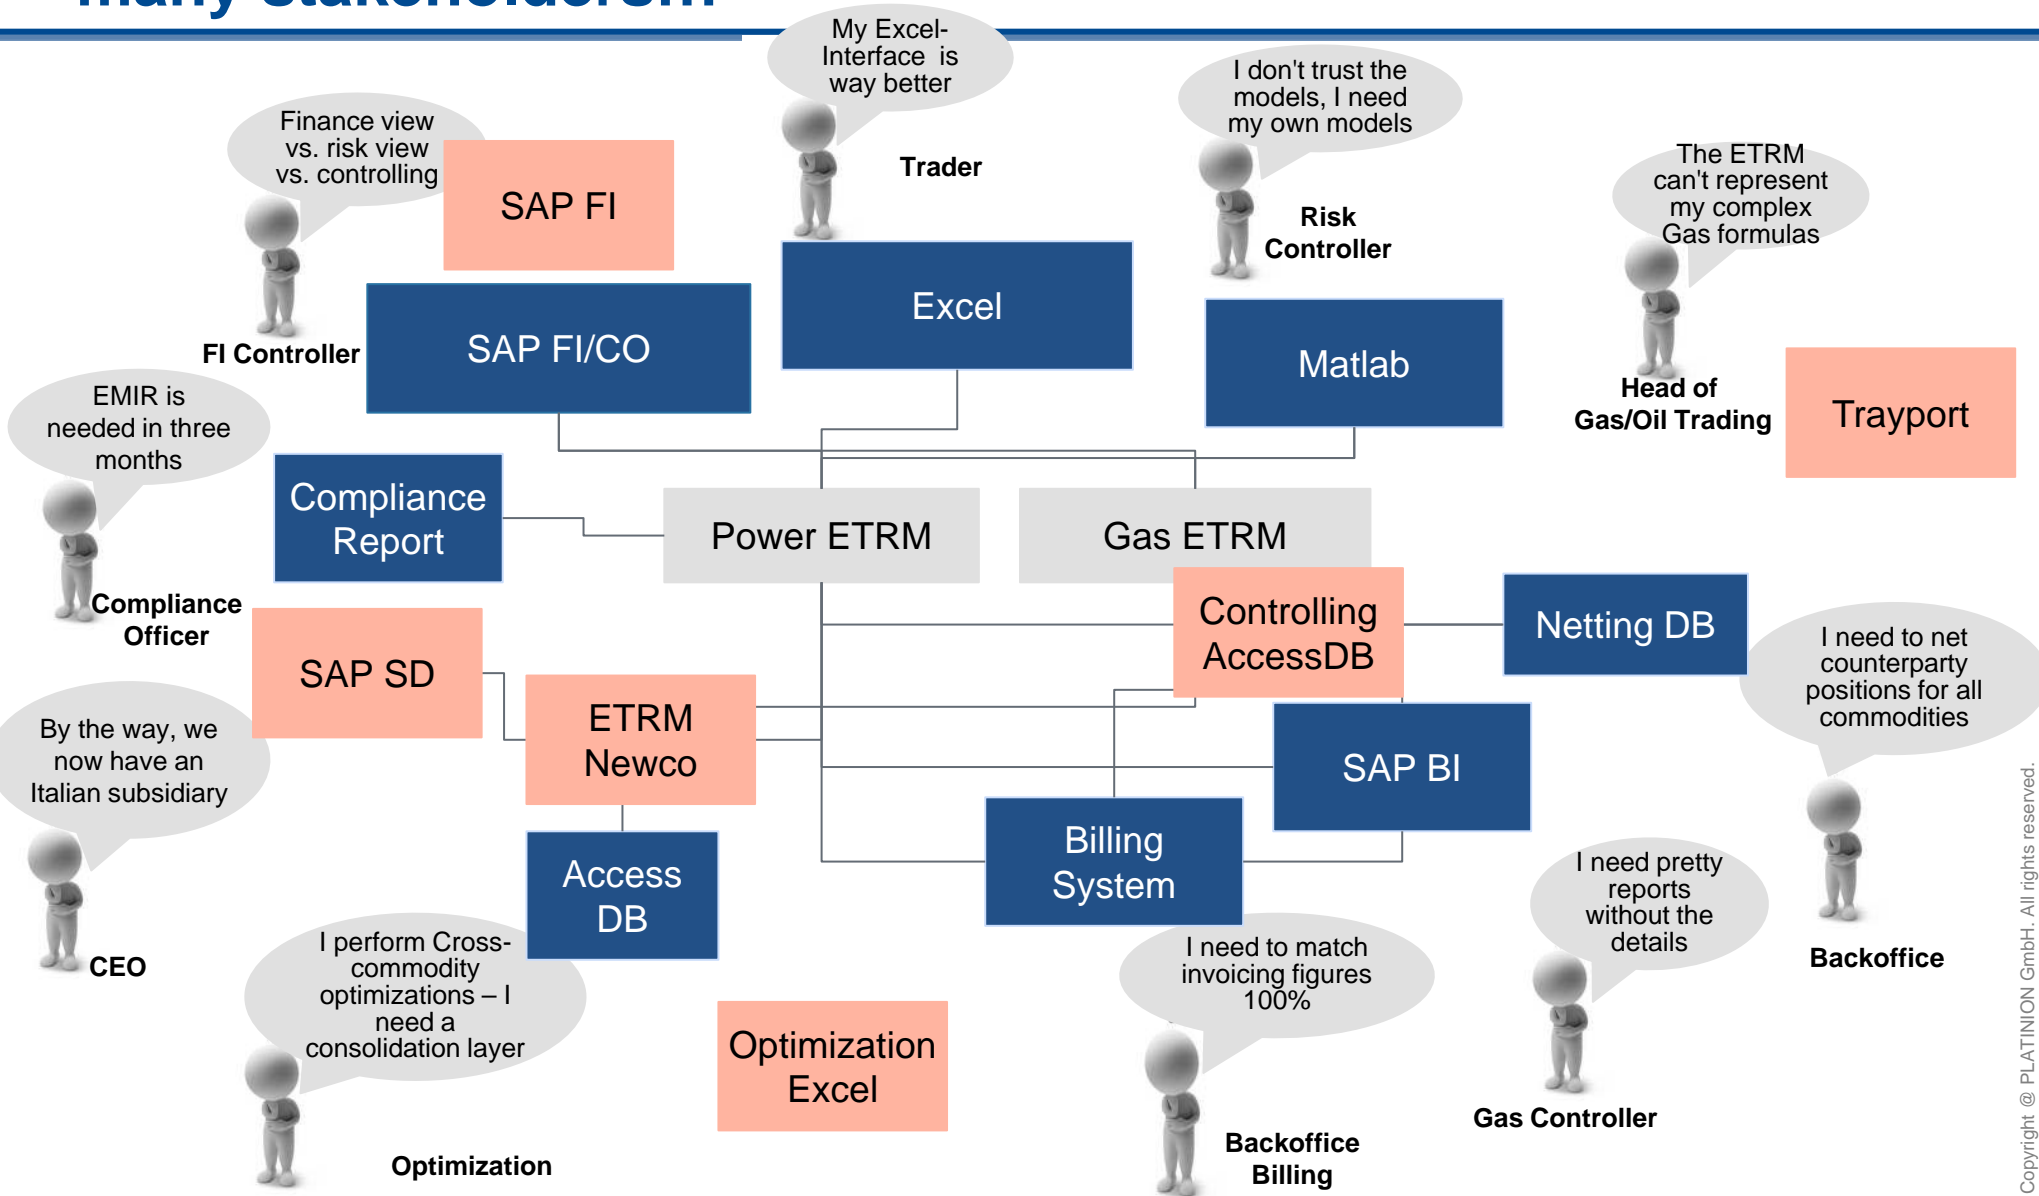 many stakeholders...
My Excel-
Interface is
way better
Trader
I don't trust the
models, I need
my own models
Risk
Controller
Finance view
vs. risk view
vs. controlling
FI Controller
SAP FI
SAP FI/CO
Excel
Matlab
The ETRM
can't represent
my complex
Gas formulas
Head of
Gas/Oil Trading
Trayport
EMIR is
needed in three
months
Compliance
Officer
Compliance
Report
Power ETRM
Gas ETRM
Controlling
AccessDB
Netting DB
I need to net
counterparty
positions for all
commodities
Backoffice
SAP SD
ETRM
Newco
SAP BI
By the way, we
now have an
Italian subsidiary
CEO
Access
DB
Billing
System
I perform Cross-
commodity
optimizations – I
need a
consolidation layer
Optimization
Optimization
Excel
I need to match
invoicing figures
100%
Backoffice
Billing
I need pretty
reports
without the
details
Gas Controller
Copyright @ PLATINION GmbH. All rights reserved.